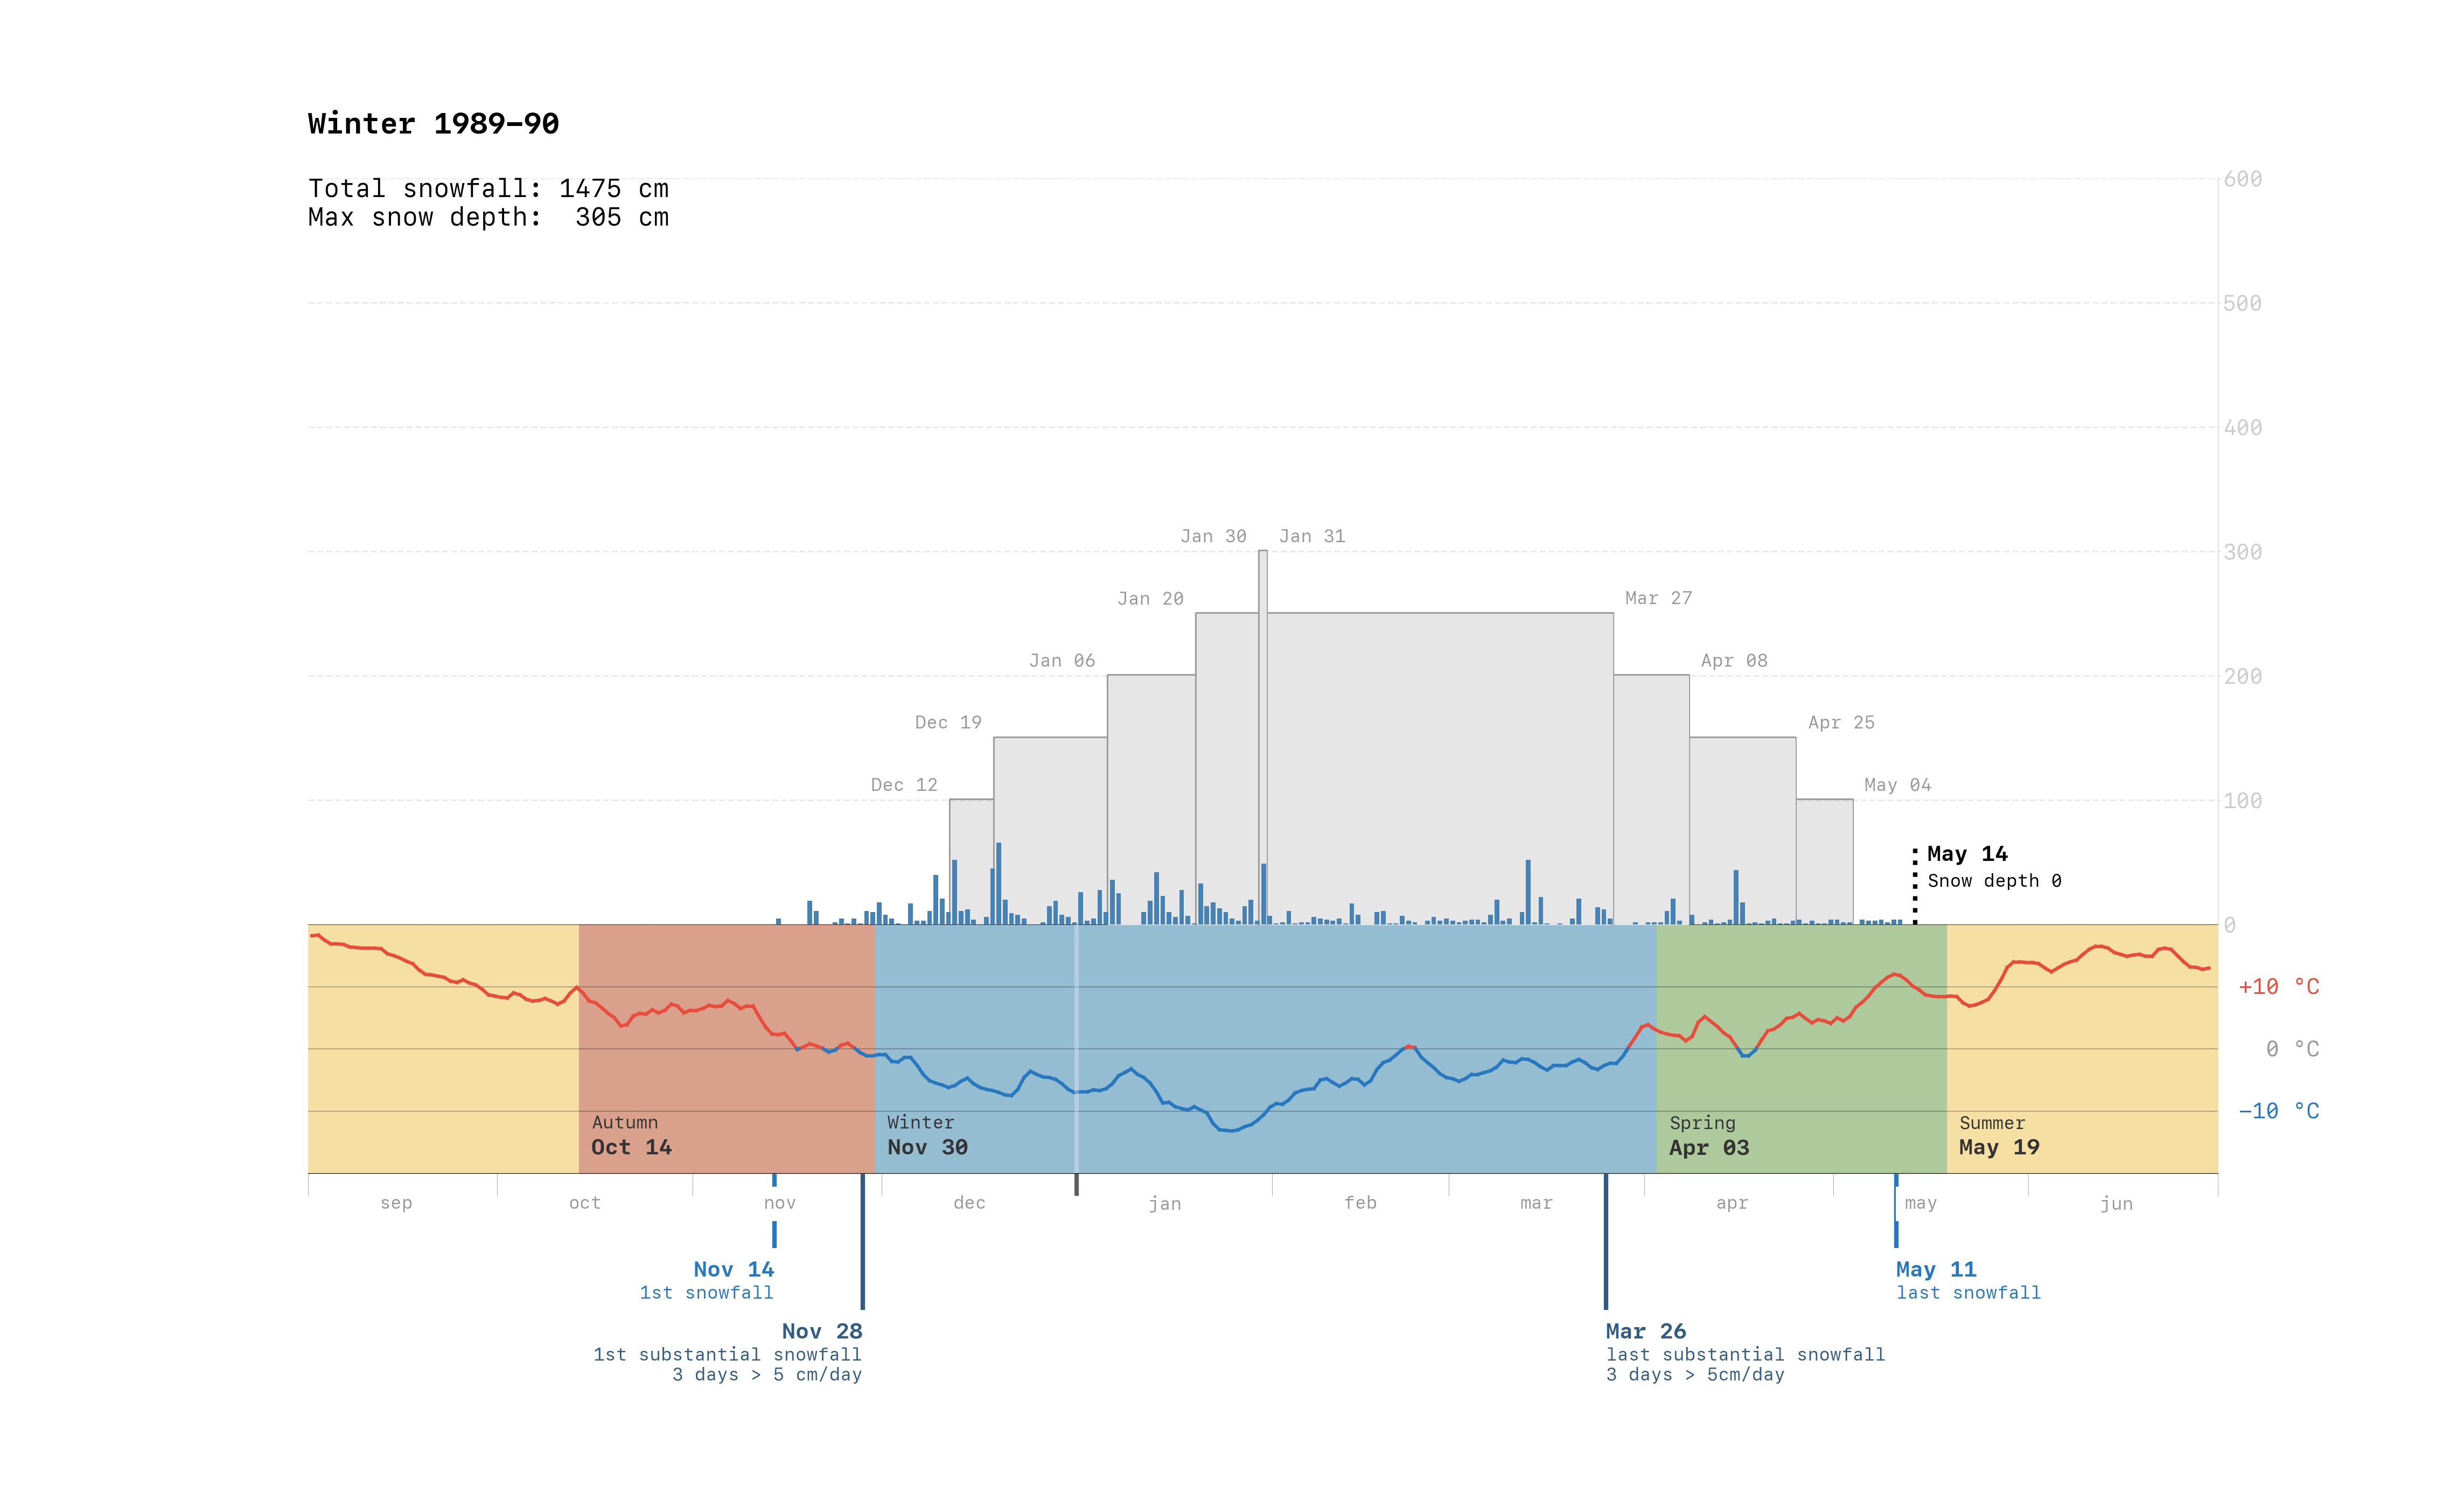 Winter 1989–90
Total snowfall: 1475 cm
Max snow depth: 305 cm
600
500
400
300
200
100
0
Jan 30
Jan 31
Jan 20
Mar 27
Jan 06
Apr 08
Dec 19
Apr 25
Dec 12
May 04
May 14
Snow depth 0
+10 °C
0 °C
−10 °C
Autumn
Oct 14
Winter
Nov 30
Spring
Apr 03
Summer
May 19
sep
oct
nov
dec
jan
feb
mar
apr
may
jun
Nov 14
1st snowfall
May 11
last snowfall
Nov 28
1st substantial snowfall
3 days > 5 cm/day
Mar 26
last substantial snowfall
3 days > 5cm/day